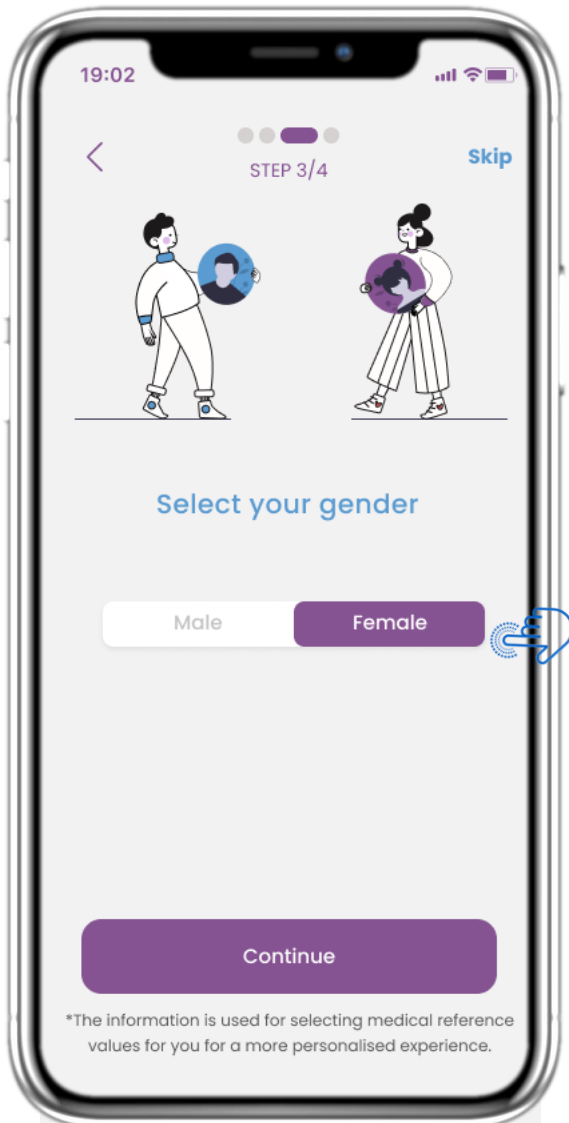 19:02
STEP 3/4
Skip
Select your gender
Male
Female
Continue
*The information is used for selecting medical reference
values for you for a more personalised experience.